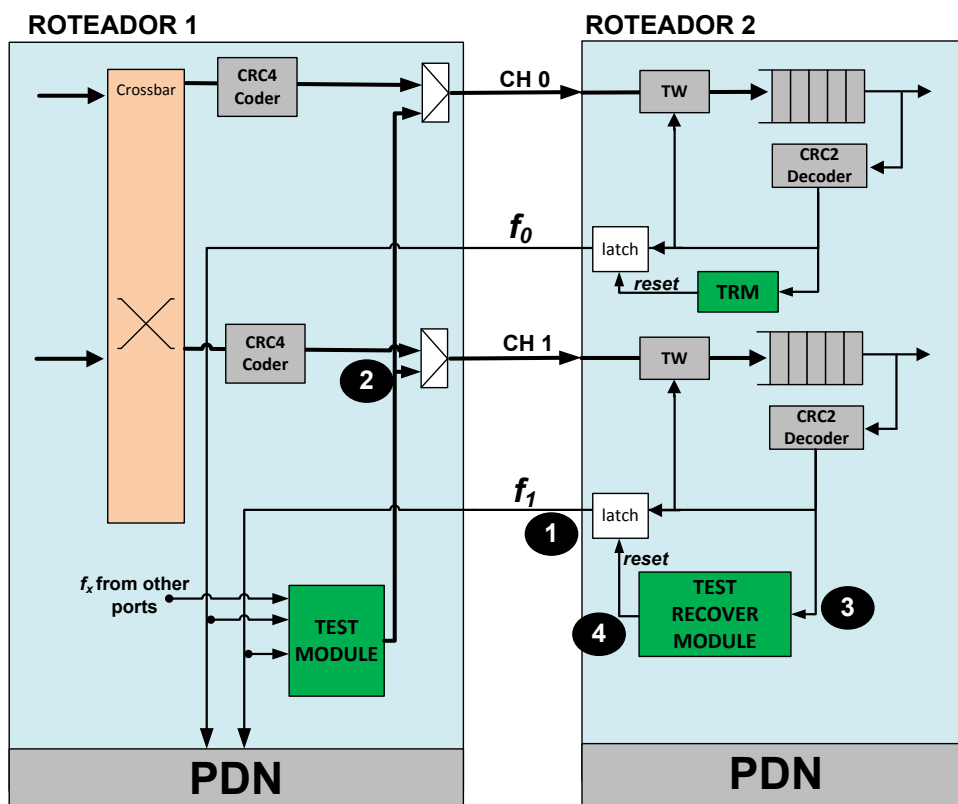 ROTEADOR 1
ROTEADOR 2
Crossbar
CRC4
Coder
CH 0
TW
CRC2
Decoder
f0
latch
reset
TRM
CRC4
Coder
2
CH 1
TW
CRC2
Decoder
f1
1
latch
reset
TEST
RECOVER
MODULE
3
4
fx from other
ports
TEST
MODULE
PDN
PDN